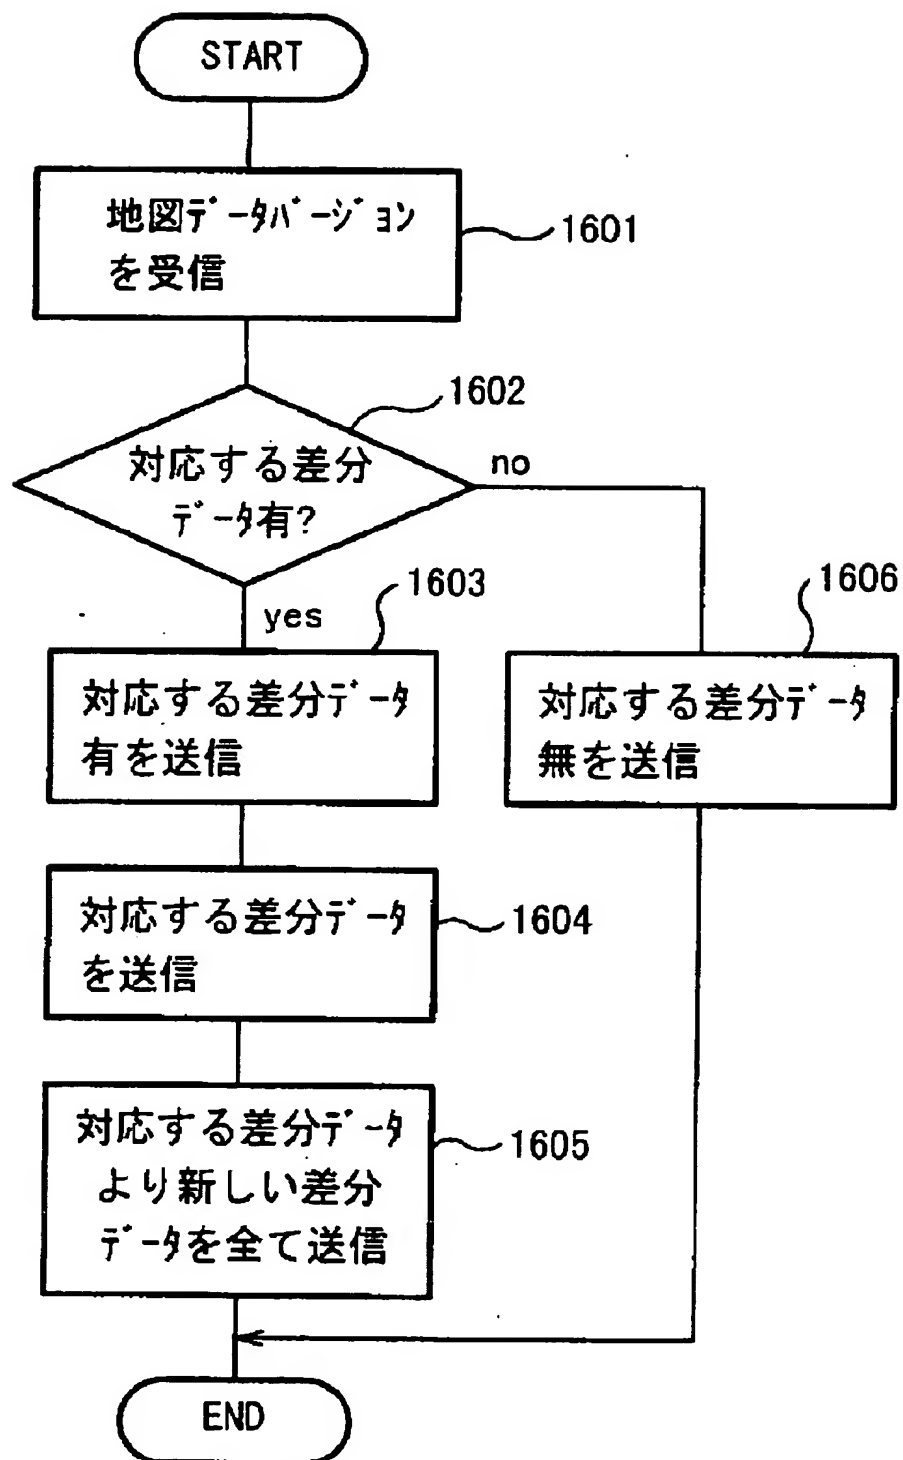 START
地図ﾃﾞｰﾀﾊﾞｰｼﾞｮﾝ
を受信
1601
1602
対応する差分
ﾃﾞｰﾀ有?
no
yes
1603
対応する差分ﾃﾞｰﾀ
有を送信
1606
対応する差分ﾃﾞｰﾀ
無を送信
対応する差分ﾃﾞｰﾀ
を送信
1604
対応する差分ﾃﾞｰﾀ
より新しい差分
ﾃﾞｰﾀを全て送信
1605
END